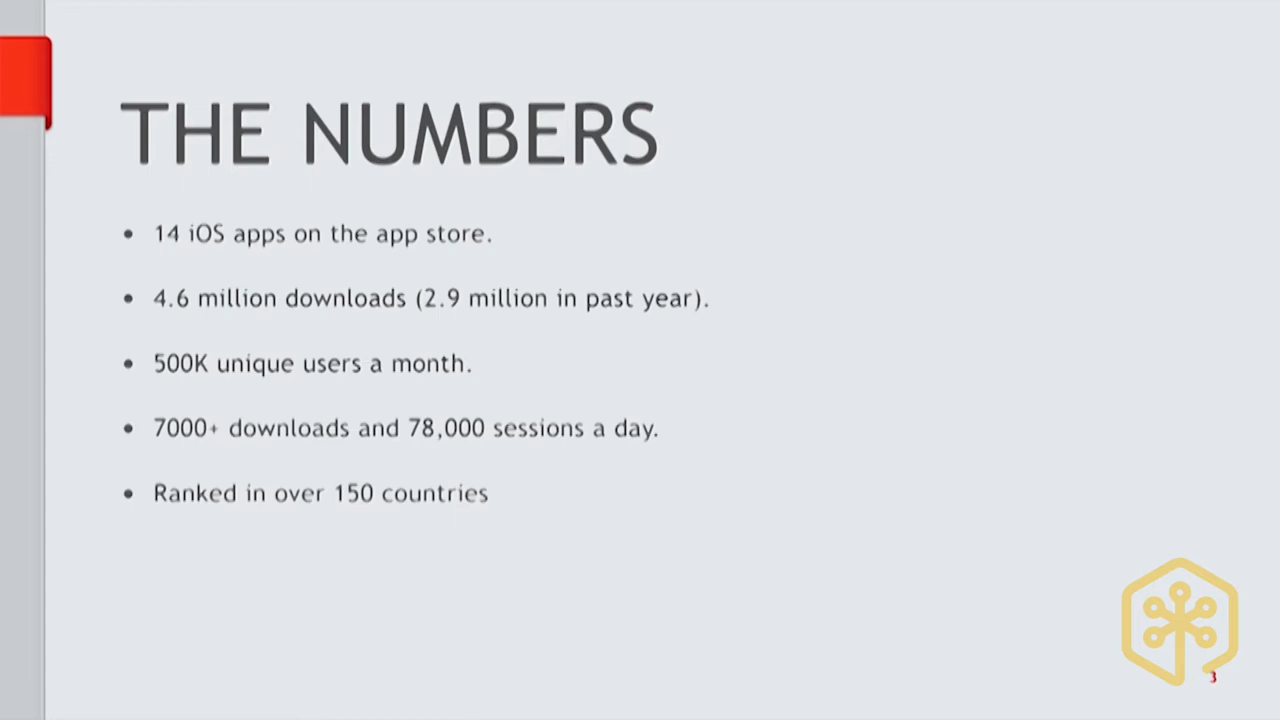 THE NUMBERS
• 14 iOS apps on the app store.
• 4.6 million downloads (2.9 million in past year).
• 500K unique users a month.
• 7000+ downloads and 78,000 sessions a day.
• Ranked in over 150 countries
3